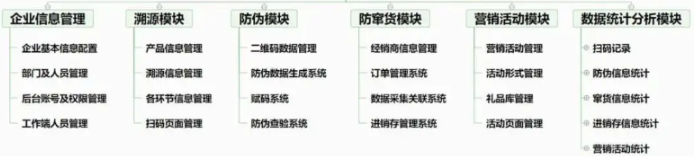 企业信息管理
企业基本信息配置
部门及人员管理
后台账号及权限管理
工作端人员管理
溯源模块
产品信息管理
溯源信息管理
各环节信息管理
扫码页面管理
防伪模块
二维码数据管理
防伪数据生成系统
赋码系统
防伪查验系统
防窜货模块
经销商信息管理
订单管理系统
数据采集关联系统
进销存管理系统
营销活动模块
营销活动管理
活动形式管理
礼品库管理
活动页面管理
数据统计分析模块
扫码记录
防伪信息统计
窜货信息统计
进销存信息统计
营销活动统计